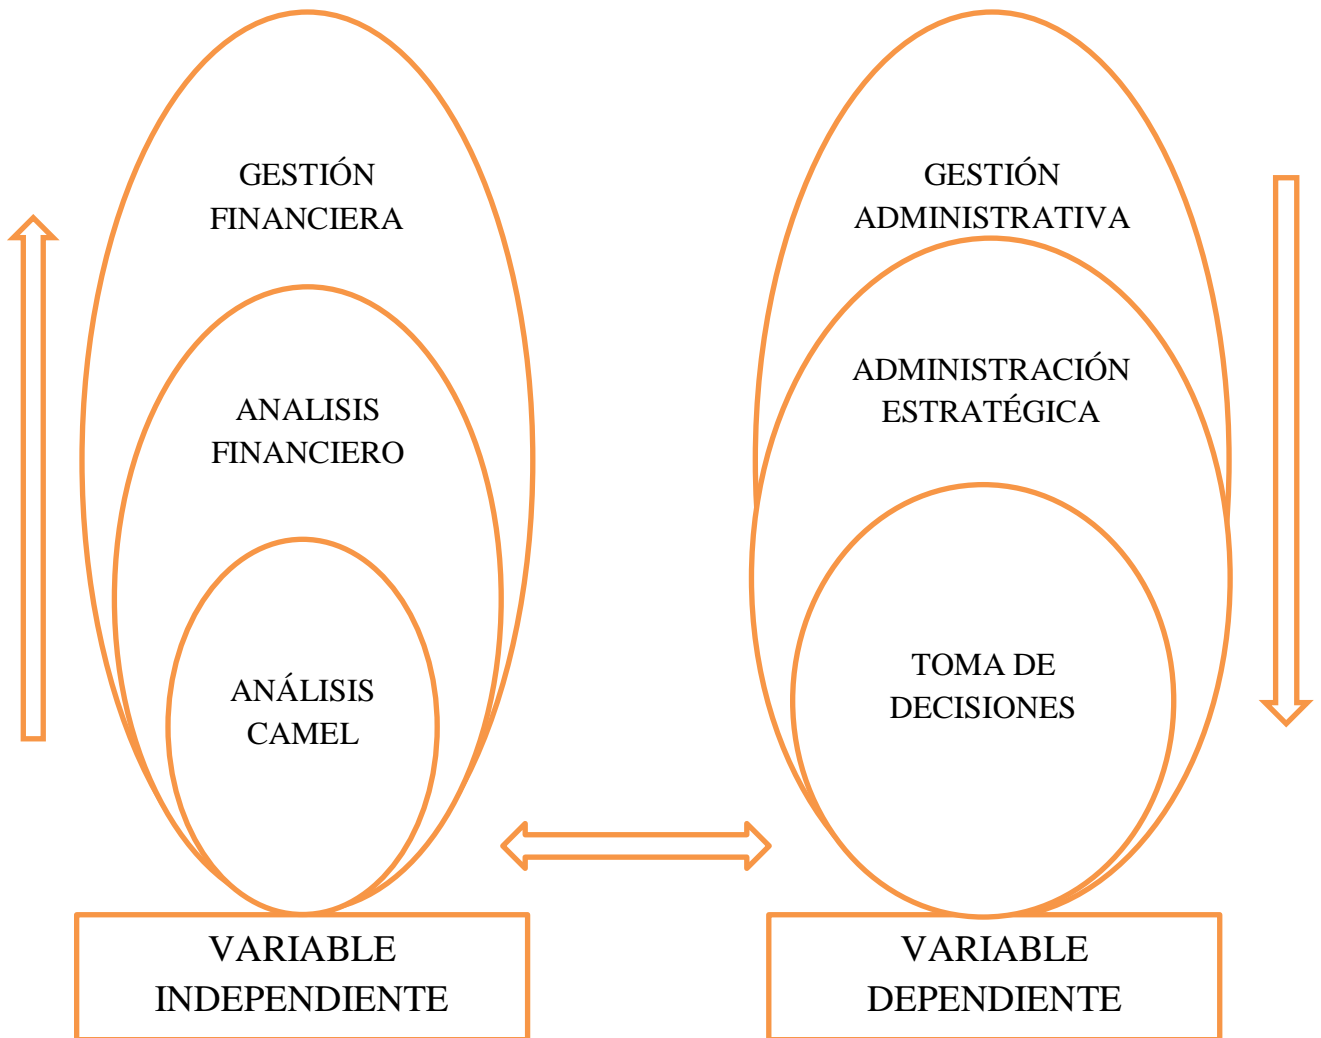 GESTIÓN
FINANCIERA
ANALISIS
FINANCIERO
ANÁLISIS
CAMEL
VARIABLE
INDEPENDIENTE
GESTIÓN
ADMINISTRATIVA
ADMINISTRACIÓN
ESTRATÉGICA
TOMA DE
DECISIONES
VARIABLE
DEPENDIENTE